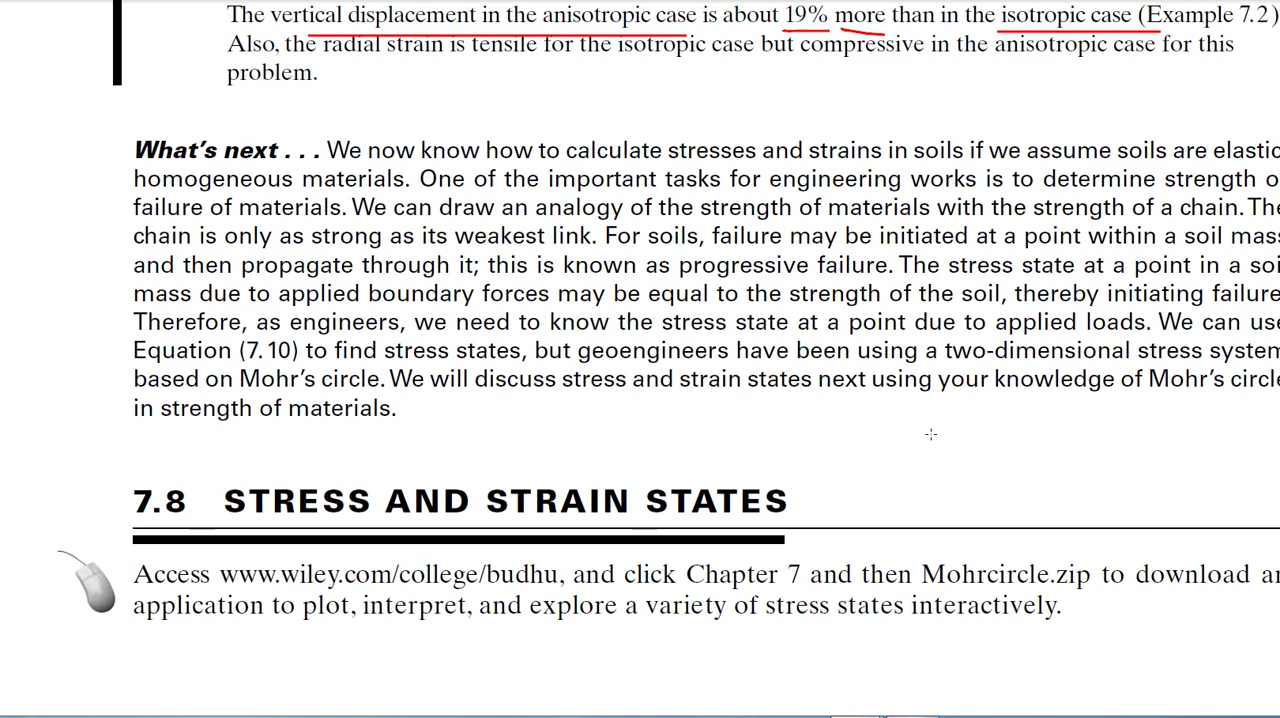 The vertical displacement in the anisotropic case is about 19% more than in the isotropic case (Example 7.2)
Also, the radial strain is tensile for the isotropic case but compressive in the anisotropic case for this
problem.
What's next . . . We now know how to calculate stresses and strains in soils if we assume soils are elastic
homogeneous materials. One of the important tasks for engineering works is to determine strength o
failure of materials. We can draw an analogy of the strength of materials with the strength of a chain. The
chain is only as strong as its weakest link. For soils, failure may be initiated at a point within a soil mass
and then propagate through it; this is known as progressive failure. The stress state at a point in a soi
mass due to applied boundary forces may be equal to the strength of the soil, thereby initiating failure
Therefore, as engineers, we need to know the stress state at a point due to applied loads. We can use
Equation (7.10) to find stress states, but geoengineers have been using a two-dimensional stress system
based on Mohr's circle. We will discuss stress and strain states next using your knowledge of Mohr's circle
in strength of materials.
7.8 STRESS AND STRAIN STATES
Access www.wiley.com/college/budhu, and click Chapter 7 and then Mohrcircle.zip to download an
application to plot, interpret, and explore a variety of stress states interactively.